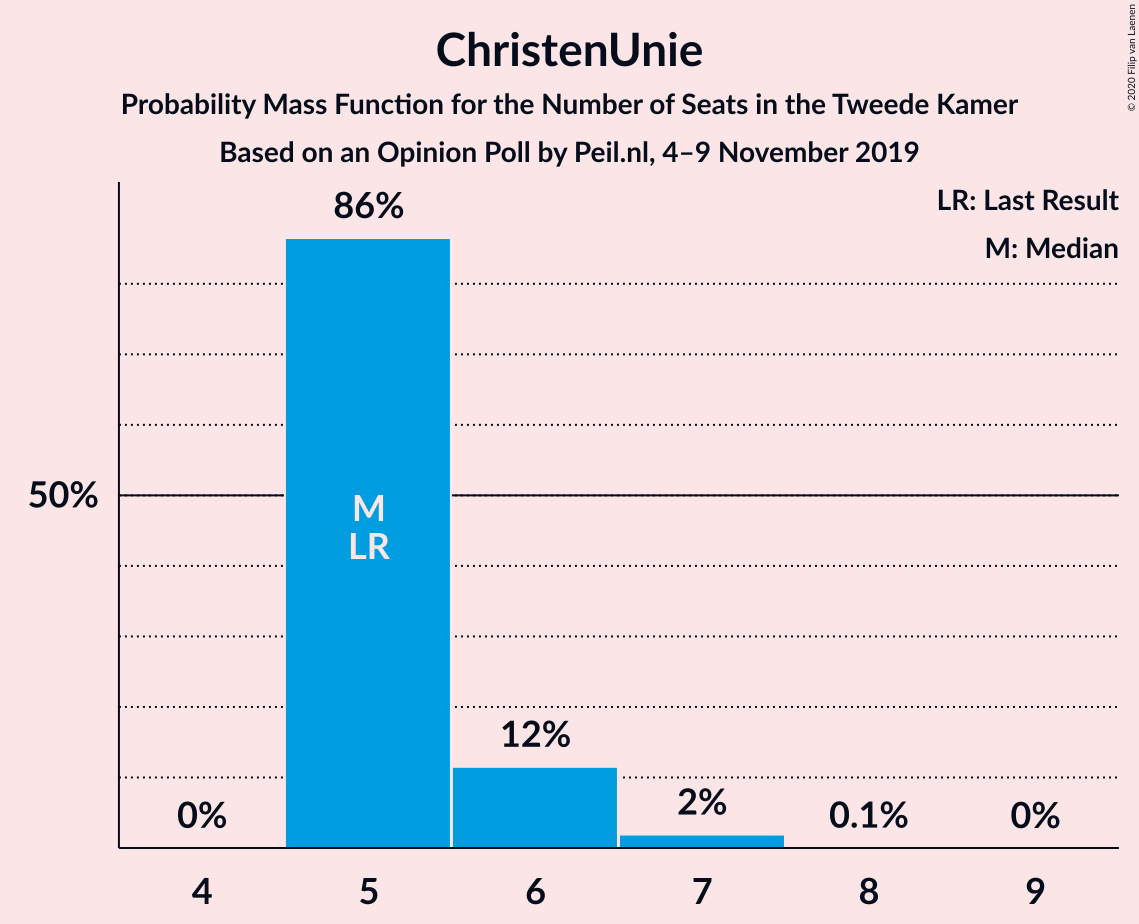 ChristenUnie
Probability Mass Function for the Number of Seats in the Tweede Kamer
Based on an Opinion Poll by Peil.nl, 4–9 November 2019
© 2020 Filip van Laenen
LR: Last Result
M: Median
86%
50%
M
LR
12%
0%
2%
0.1%
0%
4
5
6
7
8
9